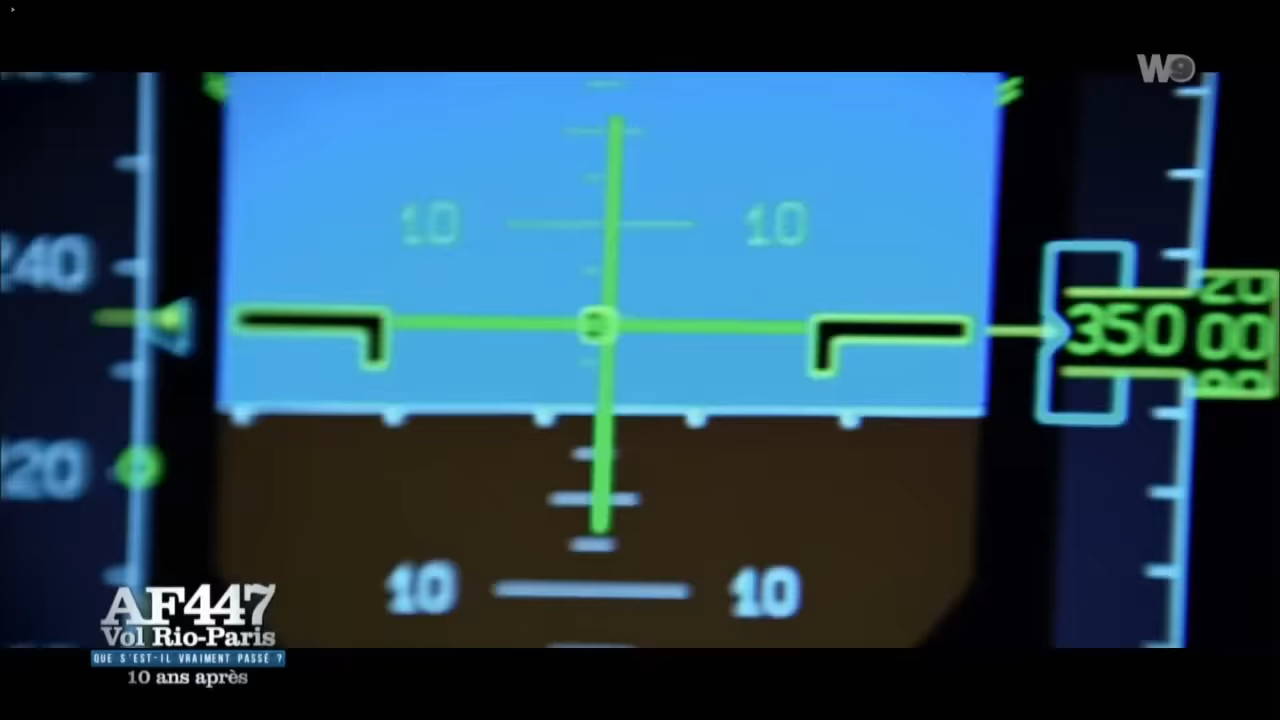 W9
10 10
240
350 00
20
220
10 10
AF447
Vol Rio-Paris
QUE S'EST-IL VRAIMENT PASSÉ ?
10 ans après